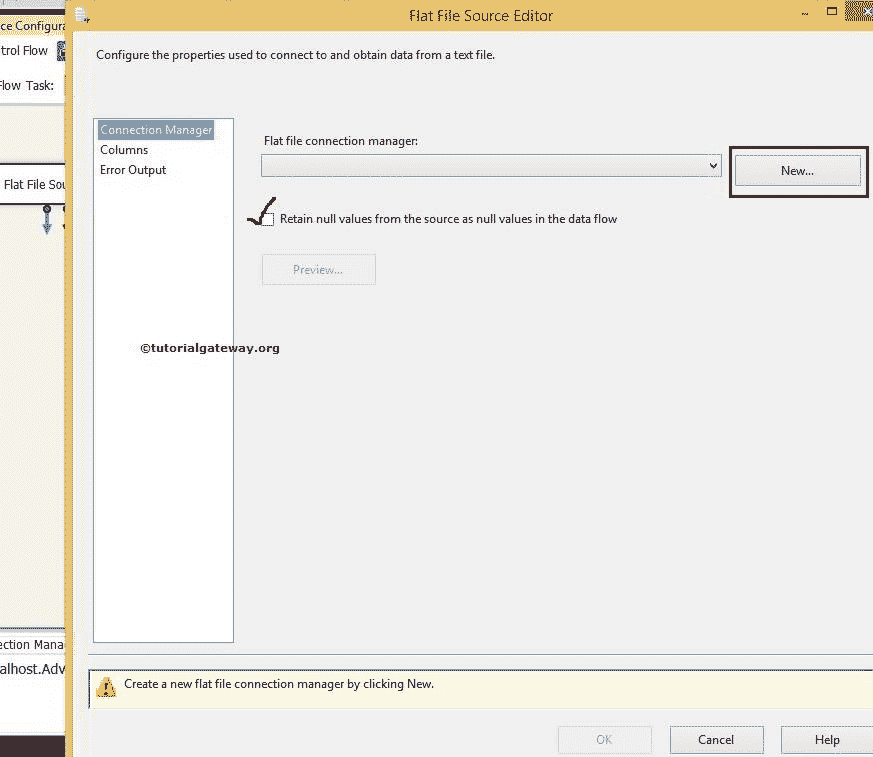 Flat File Source Editor
ce Configura
trol Flow
Flow Task:
Flat File Sou
ection Mana
alhost.Adv
Configure the properties used to connect to and obtain data from a text file.
Connection Manager
Columns
Error Output
Flat file connection manager:
New...
Retain null values from the source as null values in the data flow
Preview...
©tutorialgateway.org
Create a new flat file connection manager by clicking New.
OK
Cancel
Help